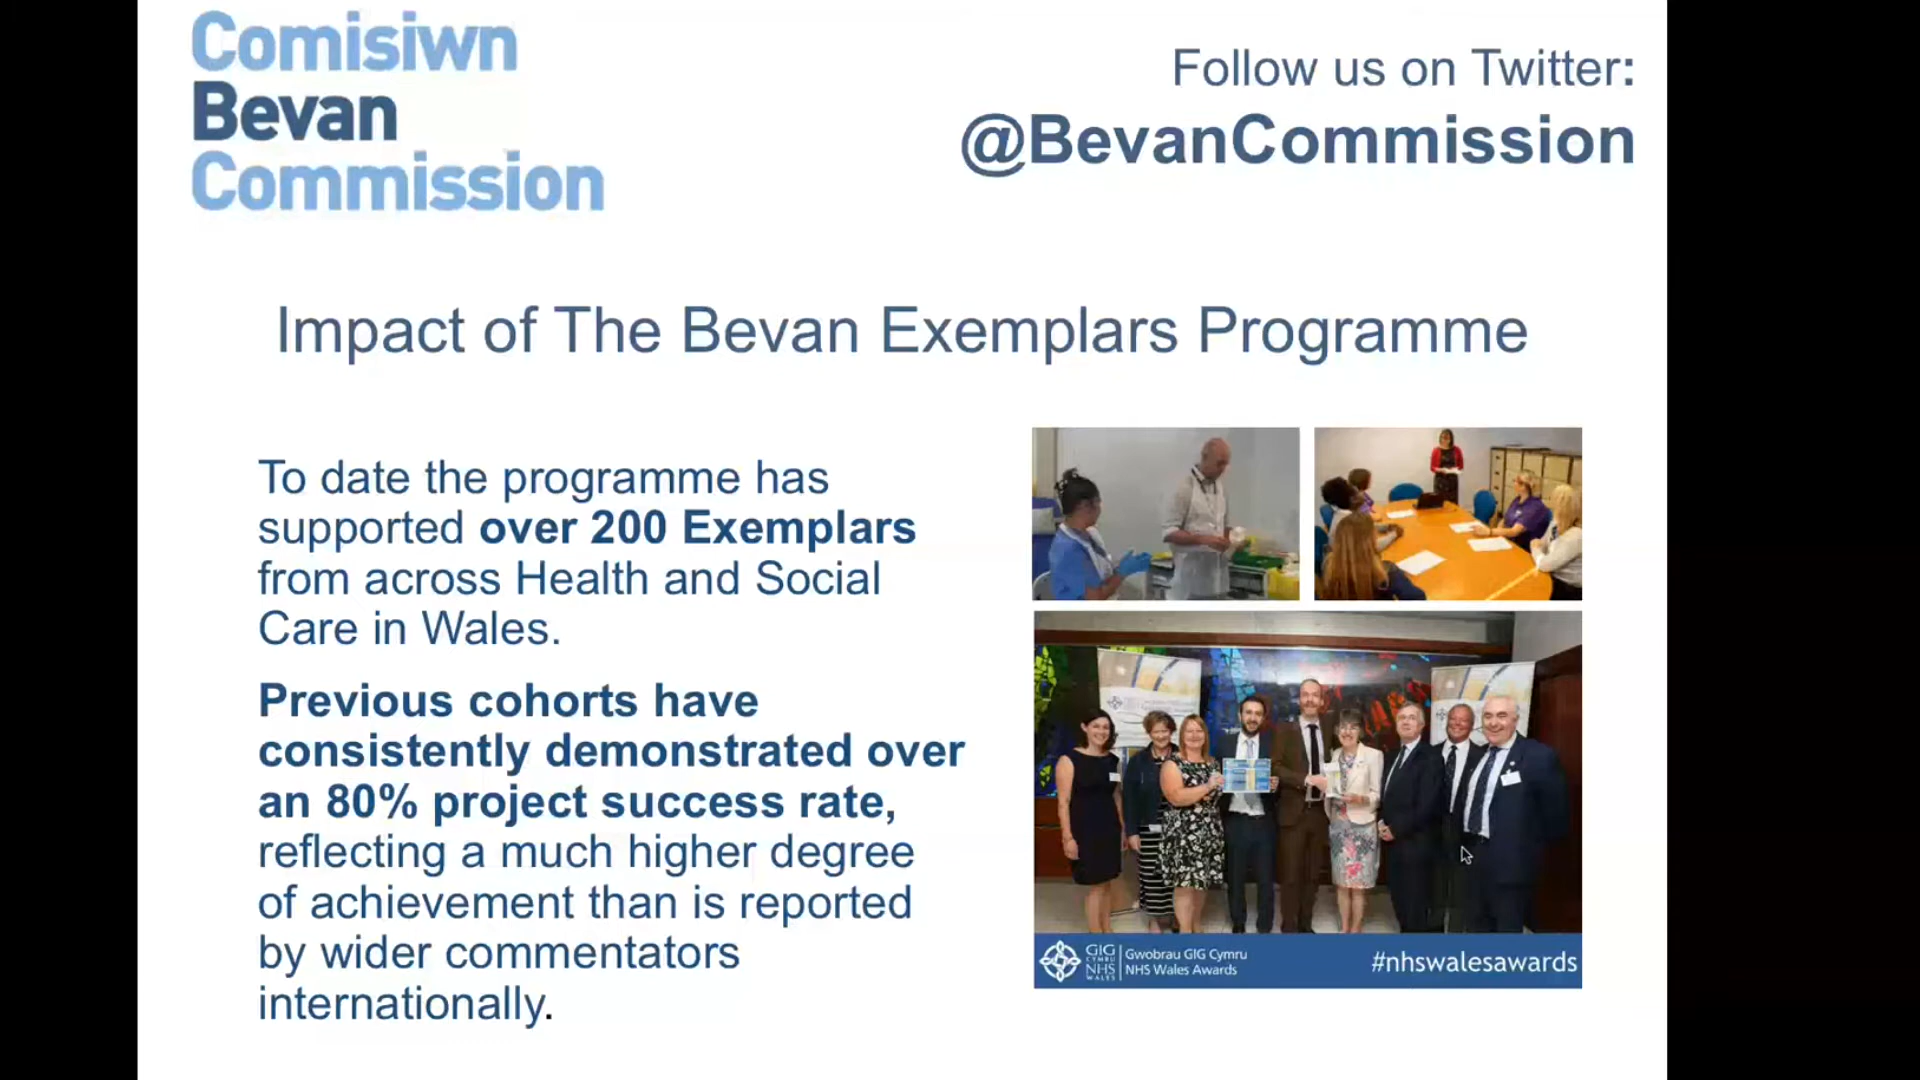 Comisiwn
Bevan
Commission
Follow us on Twitter:
@BevanCommission
Impact of The Bevan Exemplars Programme
To date the programme has
supported over 200 Exemplars
from across Health and Social
Care in Wales.
Previous cohorts have
consistently demonstrated over
an 80% project success rate,
reflecting a much higher degree
of achievement than is reported
by wider commentators
internationally.
GIG
CYMRU
NHS
WALES
Gwobrau GIG Cymru
NHS Wales Awards
#nhswalesawards